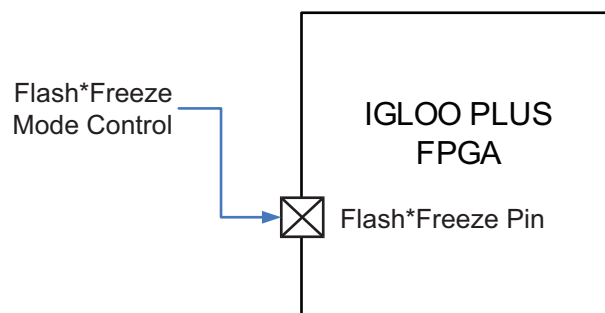 Flash*Freeze
Mode Control
IGLOO PLUS
FPGA
Flash*Freeze Pin